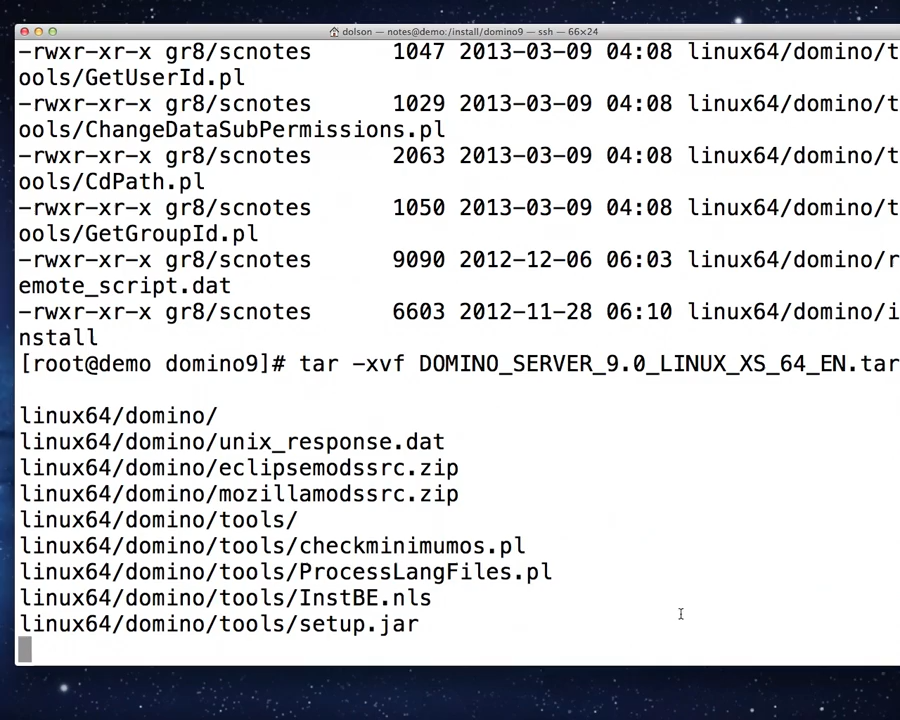 dolson — notes@demo:/install/domino9 — ssh — 66×24
-rwxr-xr-x gr8/scnotes      1047 2013-03-09 04:08 linux64/domino/t
ools/GetUserId.pl
-rwxr-xr-x gr8/scnotes      1029 2013-03-09 04:08 linux64/domino/t
ools/ChangeDataSubPermissions.pl
-rwxr-xr-x gr8/scnotes      2063 2013-03-09 04:08 linux64/domino/t
ools/CdPath.pl
-rwxr-xr-x gr8/scnotes      1050 2013-03-09 04:08 linux64/domino/t
ools/GetGroupId.pl
-rwxr-xr-x gr8/scnotes      9090 2012-12-06 06:03 linux64/domino/r
emote_script.dat
-rwxr-xr-x gr8/scnotes      6603 2012-11-28 06:10 linux64/domino/i
nstall
[root@demo domino9]# tar -xvf DOMINO_SERVER_9.0_LINUX_XS_64_EN.tar
linux64/domino/
linux64/domino/unix_response.dat
linux64/domino/eclipsemodssrc.zip
linux64/domino/mozillamodssrc.zip
linux64/domino/tools/
linux64/domino/tools/checkminimumos.pl
linux64/domino/tools/ProcessLangFiles.pl
linux64/domino/tools/InstBE.nls
linux64/domino/tools/setup.jar